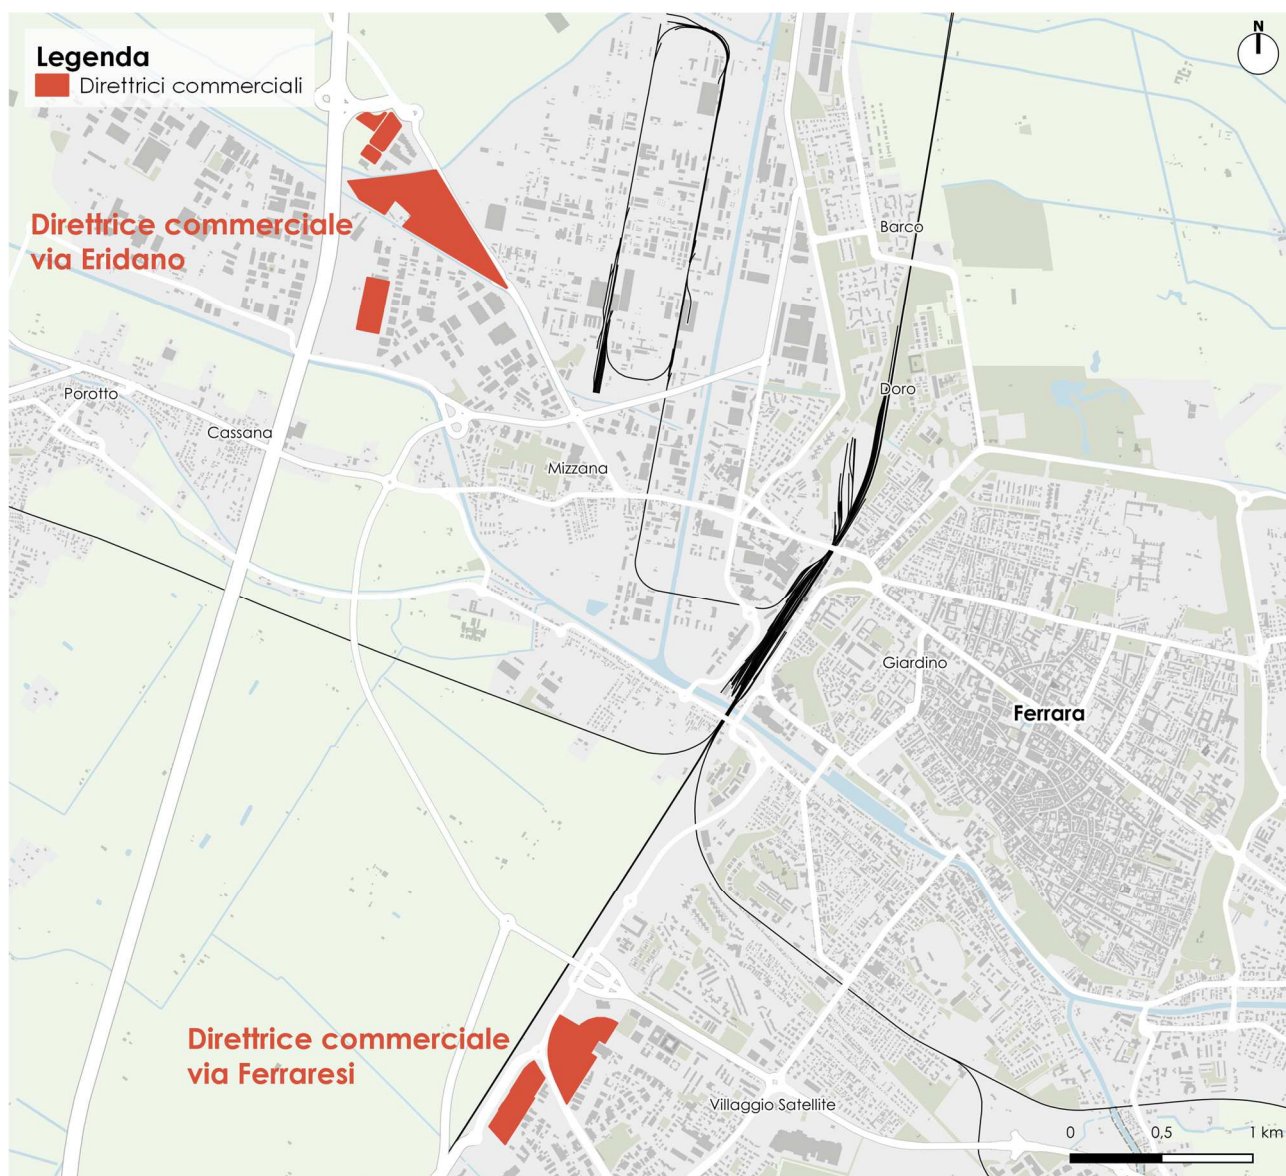 Legenda
Direttrici commerciali
N
Direttrice commerciale
via Eridano
Barco
Doro
Porotto
Cassana
Mizzana
Giardino
Ferrara
Direttrice commerciale
via Ferraresi
Villaggio Satellite
0 0,5 1 km